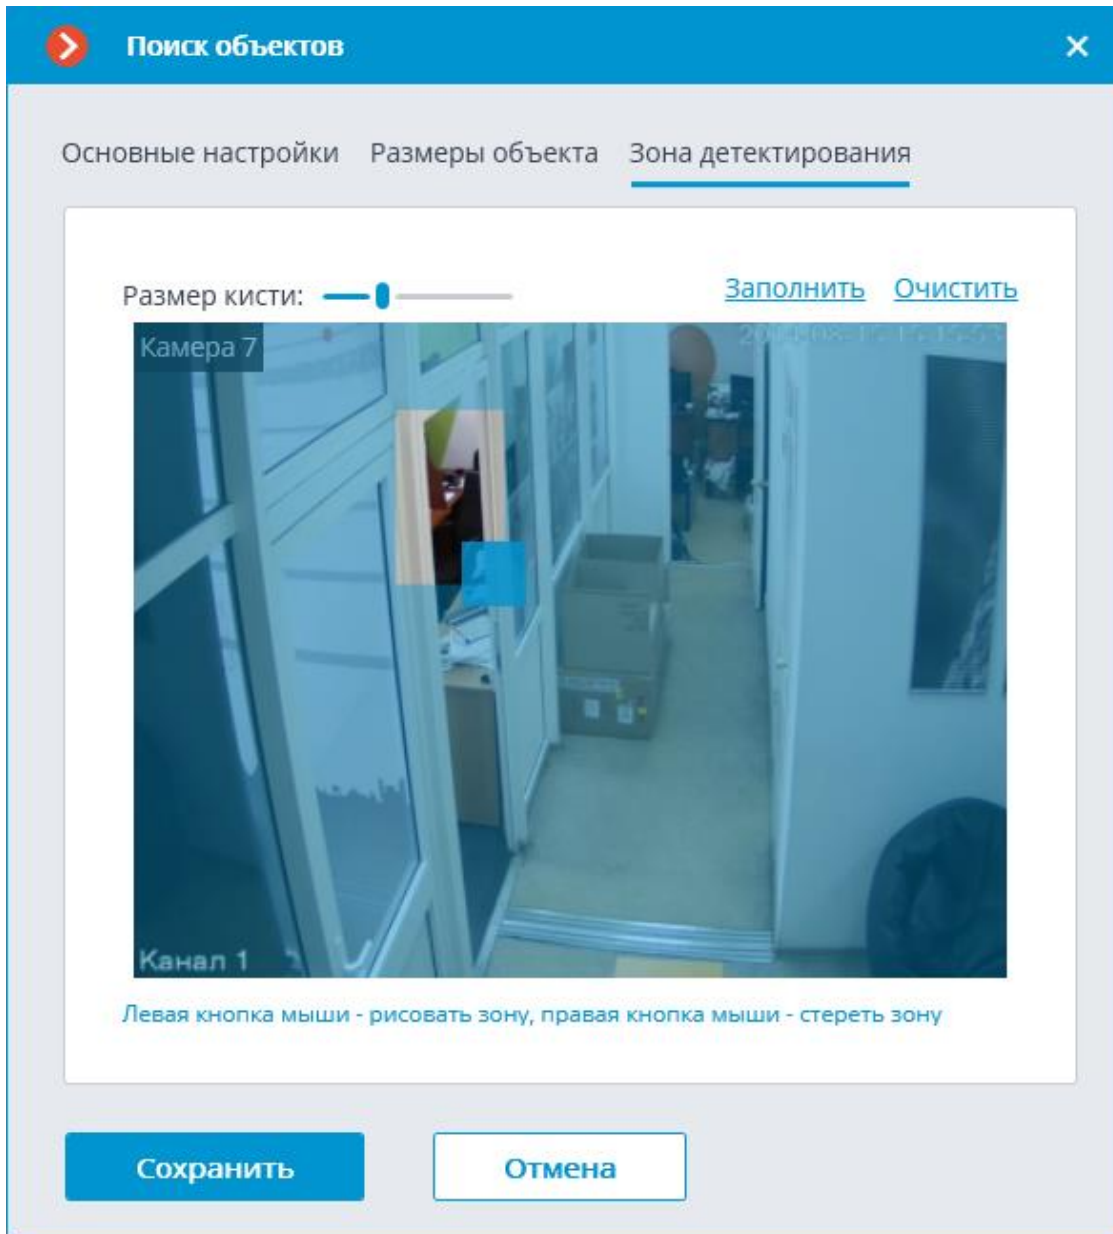 Поиск объектов
Основные настройки Размеры объекта Зона детектирования
Размер кисти: Заполнить Очистить
Камера 7
Канал 1
Левая кнопка мыши - рисовать зону, правая кнопка мыши - стереть зону
Сохранить Отмена